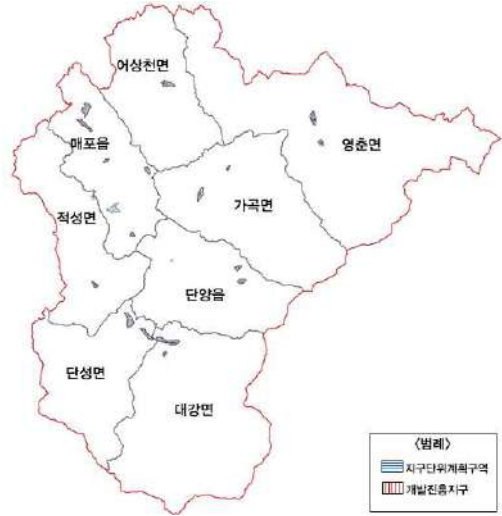 어상천면
매포읍
영춘면
적성면
가곡면
단양읍
단성면
대강면
<범례>
지구단위계획구역
개발진흥지구